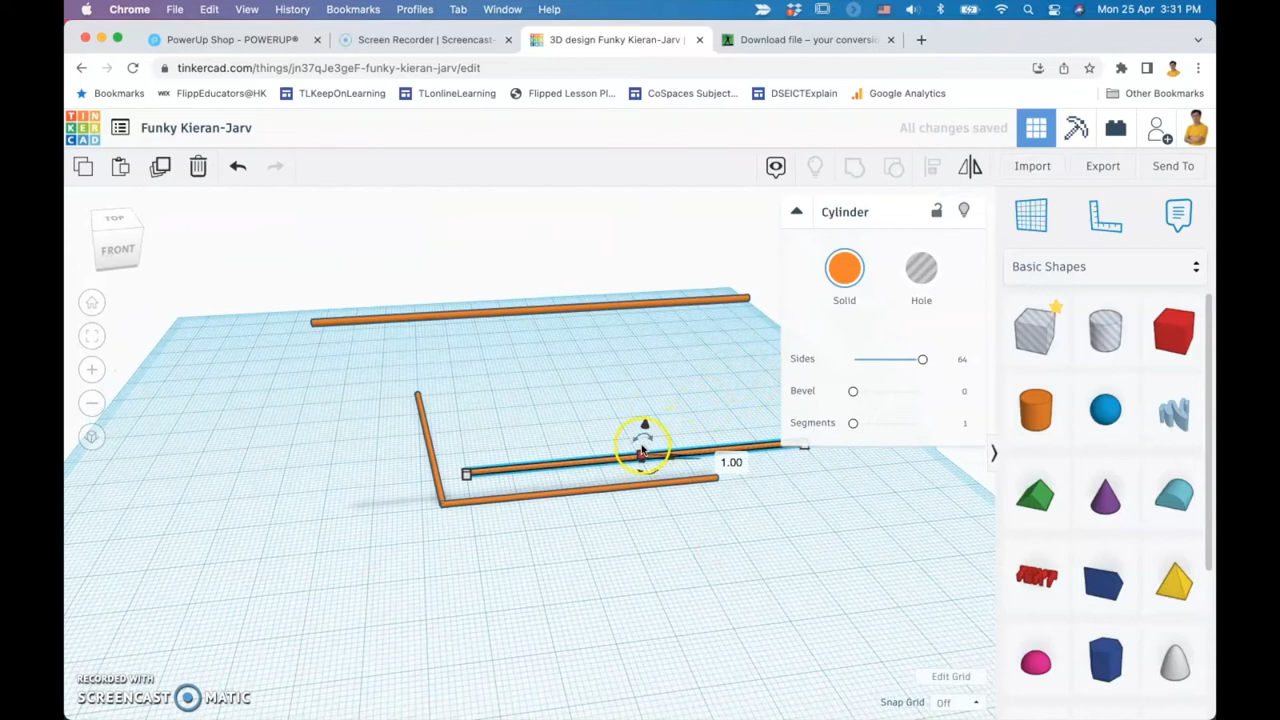 Chrome File Edit View History Bookmarks Profiles Tab Window Help Mon 25 Apr 3:31 PM
PowerUp Shop - POWERUP® Screen Recorder | Screencast- 3D design Funky Kieran-Jarv | Download file – your conversi
tinkercad.com/things/jn37qJe3geF-funky-kieran-jarv/edit
Bookmarks WIX FlippEducators@HK TLKeepOnLearning TLonlineLearning Flipped Lesson Pl... CoSpaces Subject... DSEICTExplain Google Analytics Other Bookmarks
TIN
KER
CAD
Funky Kieran-Jarv
All changes saved
Import Export Send To
TOP
FRONT
Cylinder
Solid Hole
Sides 64
Bevel 0
Segments 1
1.00
Basic Shapes
TEXT
Edit Grid
Snap Grid Off
RECORDED WITH
SCREENCAST MATIC